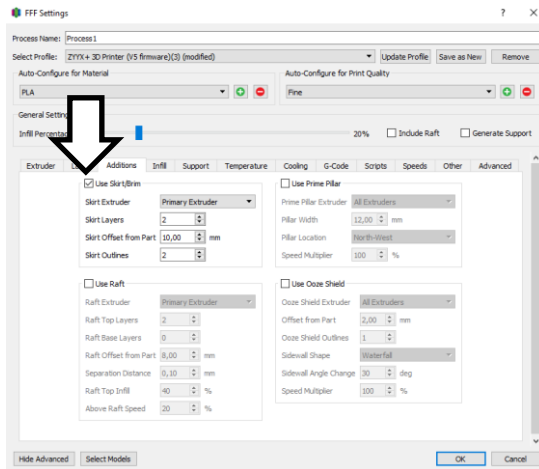 FFF Settings
Process Name: Process1
Select Profile: ZYYX+ 3D Printer (V5 firmware)(3) (modified) Update Profile Save as New Remove
Auto-Configure for Material Auto-Configure for Print Quality
PLA Fine
General Settin
Infill Percenta 20% Include Raft Generate Support
Extruder Additions Infill Support Temperature Cooling G-Code Scripts Speeds Other Advanced
Use Skirt/Brim Use Prime Pillar
Skirt Extruder Primary Extruder Prime Pillar Extruder All Extruders
Skirt Layers 2 Pillar Width 12,00 mm
Skirt Offset from Part 10,00 mm Pillar Location North-West
Skirt Outlines 2 Speed Multiplier 100 %
Use Raft Use Ooze Shield
Raft Extruder Primary Extruder Ooze Shield Extruder All Extruders
Raft Top Layers 2 Offset from Part 2,00 mm
Raft Base Layers 0 Ooze Shield Outlines 1
Raft Offset from Part 8,00 mm Sidewall Shape Waterfall
Separation Distance 0,10 mm Sidewall Angle Change 30 deg
Raft Top Infill 40 % Speed Multiplier 100 %
Above Raft Speed 20 %
Hide Advanced Select Models OK Cancel